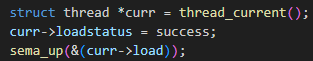 struct thread *curr = thread_current();
curr->loadstatus = success;
sema_up(&(curr->load));